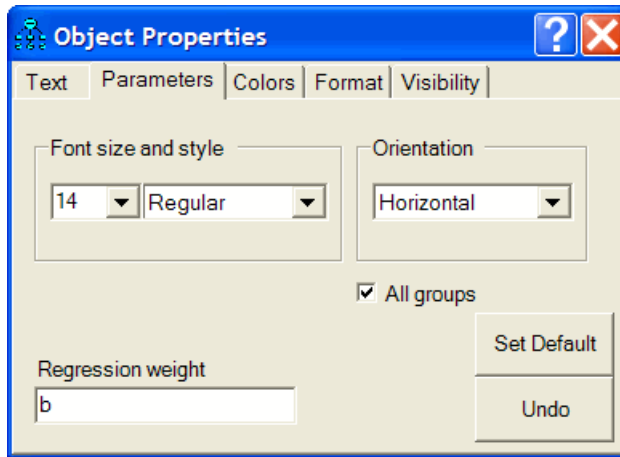 Object Properties
Text Parameters Colors Format Visibility
Font size and style
Orientation
14 Regular
Horizontal
All groups
Set Default
Regression weight
b
Undo